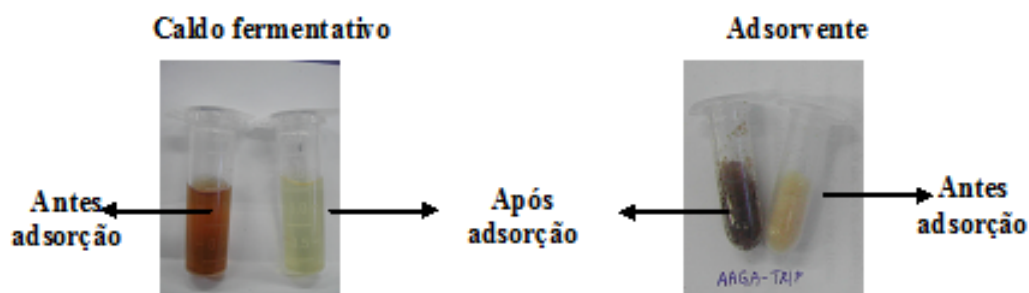 Caldo fermentativo
Adsorvente
Antes
adsorção
Após
adsorção
Antes
adsorção
AAGA-TRIP